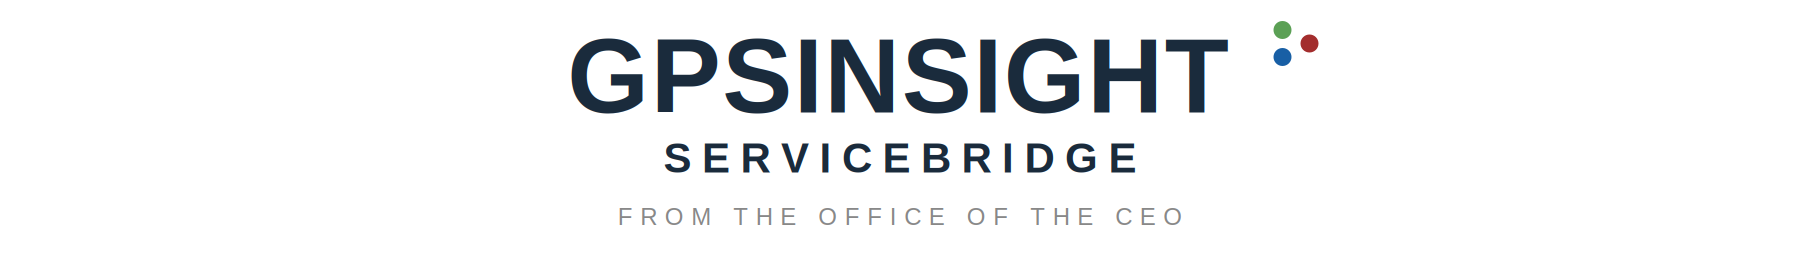 GPSINSIGHT
SERVICEBRIDGE
FROM THE OFFICE OF THE CEO